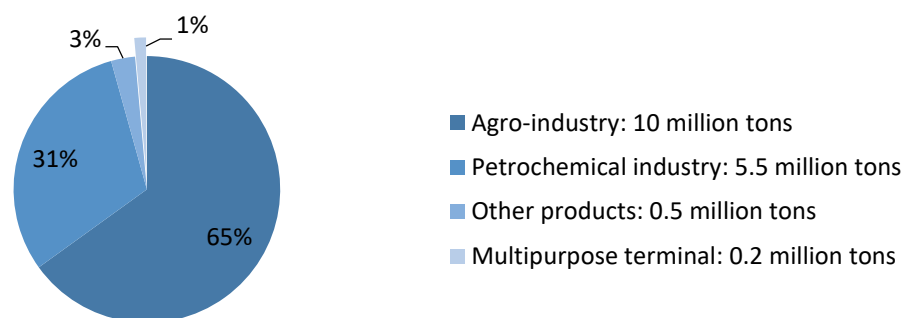 1%
3%
31%
65%
Agro-industry: 10 million tons
Petrochemical industry: 5.5 million tons
Other products: 0.5 million tons
Multipurpose terminal: 0.2 million tons